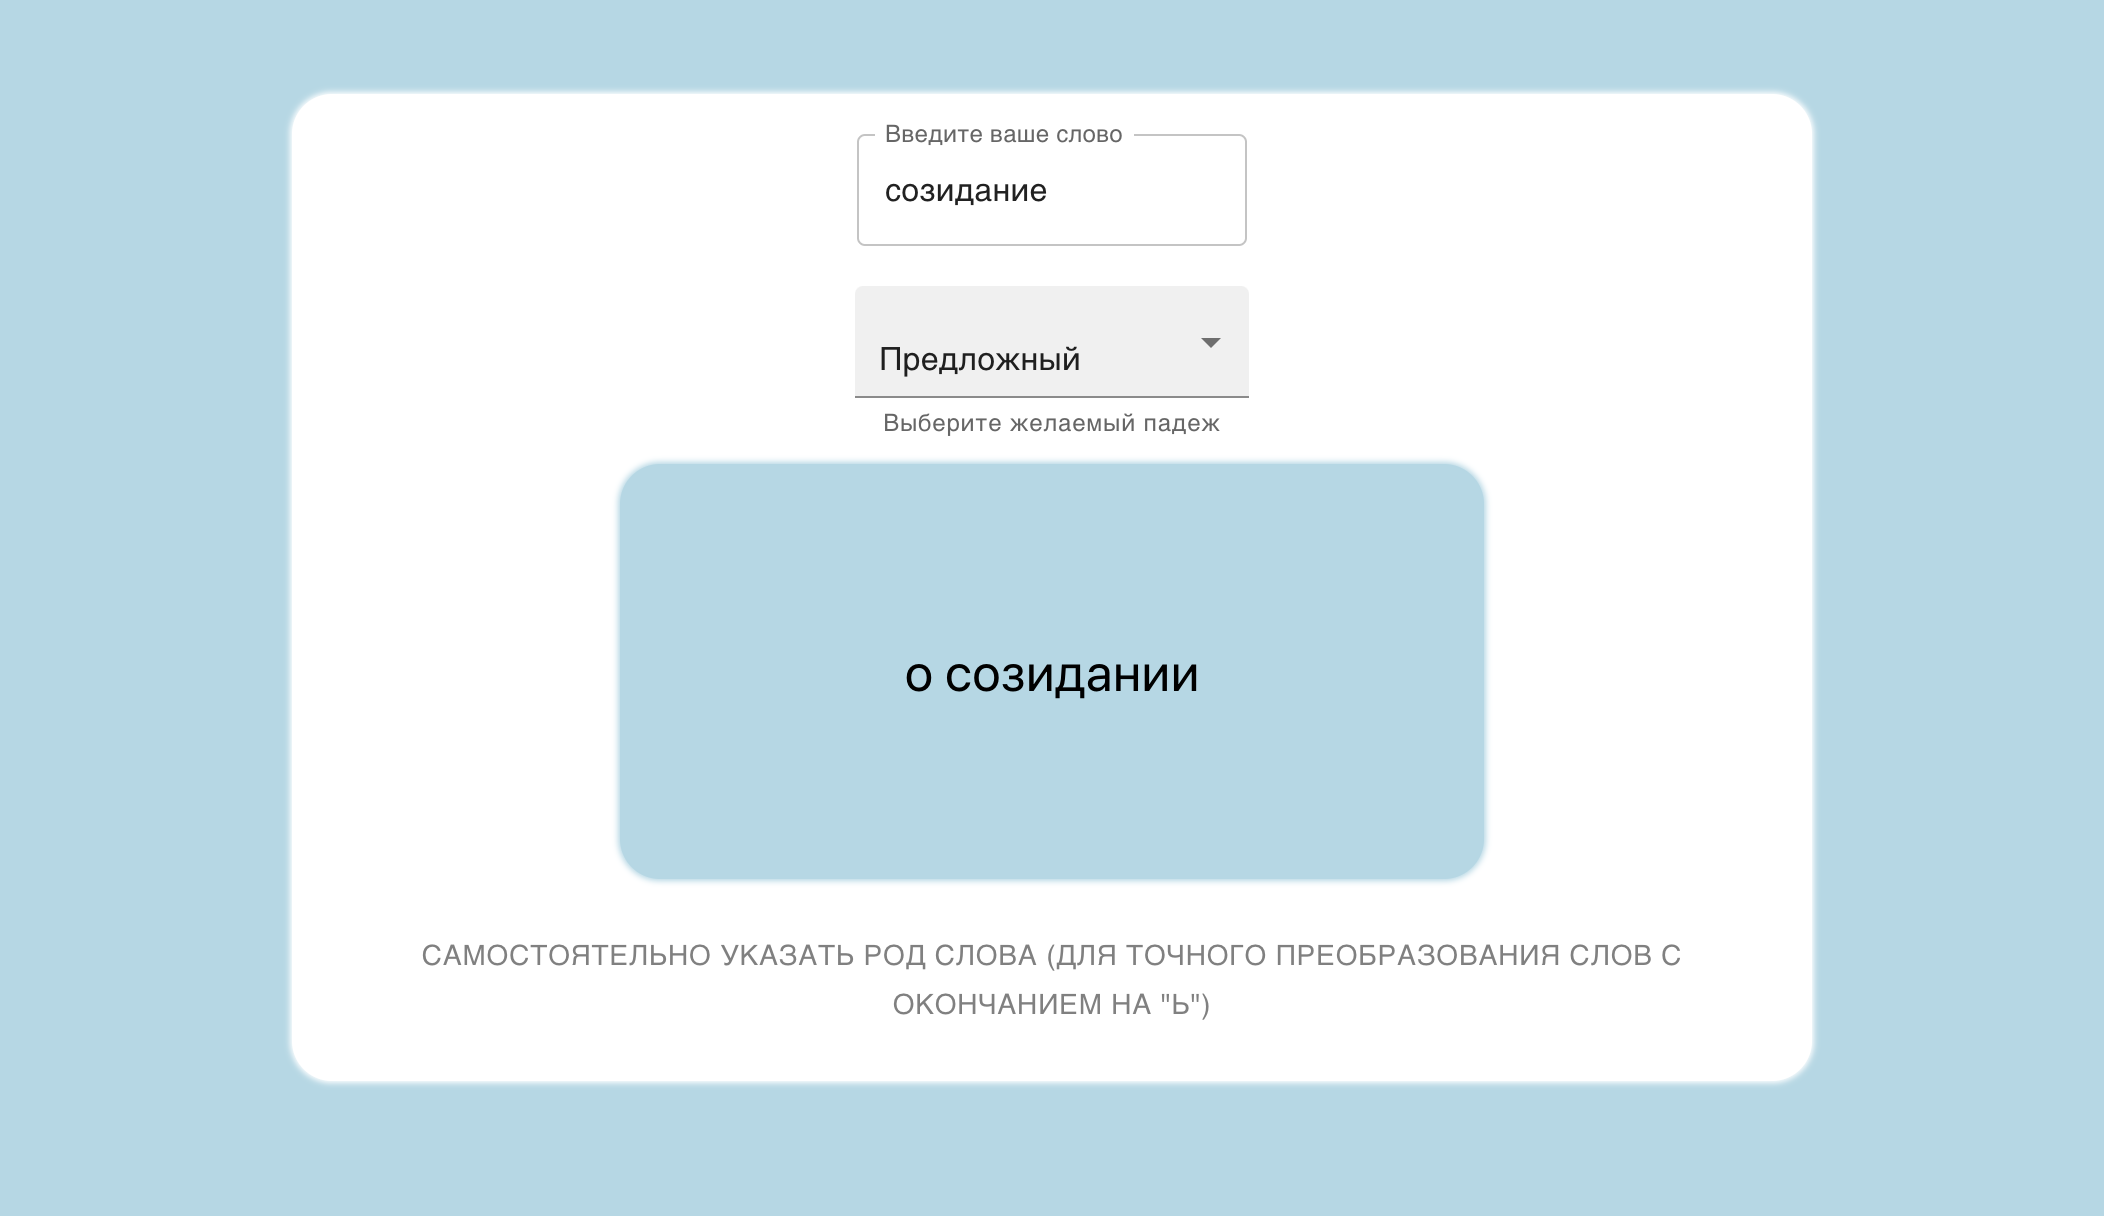 Введите ваше слово
созидание
Предложный
Выберите желаемый падеж
о созидании
САМОСТОЯТЕЛЬНО УКАЗАТЬ РОД СЛОВА (ДЛЯ ТОЧНОГО ПРЕОБРАЗОВАНИЯ СЛОВ С
ОКОНЧАНИЕМ НА "Ь")